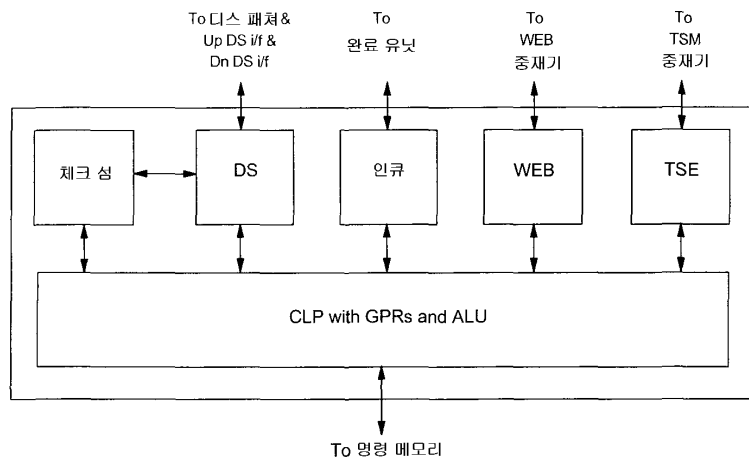 To 디스 패쳐&
Up DS i/f &
Dn DS i/f
To
완료 유닛
To
WEB
중재기
To
TSM
중재기
체크 섬
DS
인큐
WEB
TSE
CLP with GPRs and ALU
To 명령 메모리